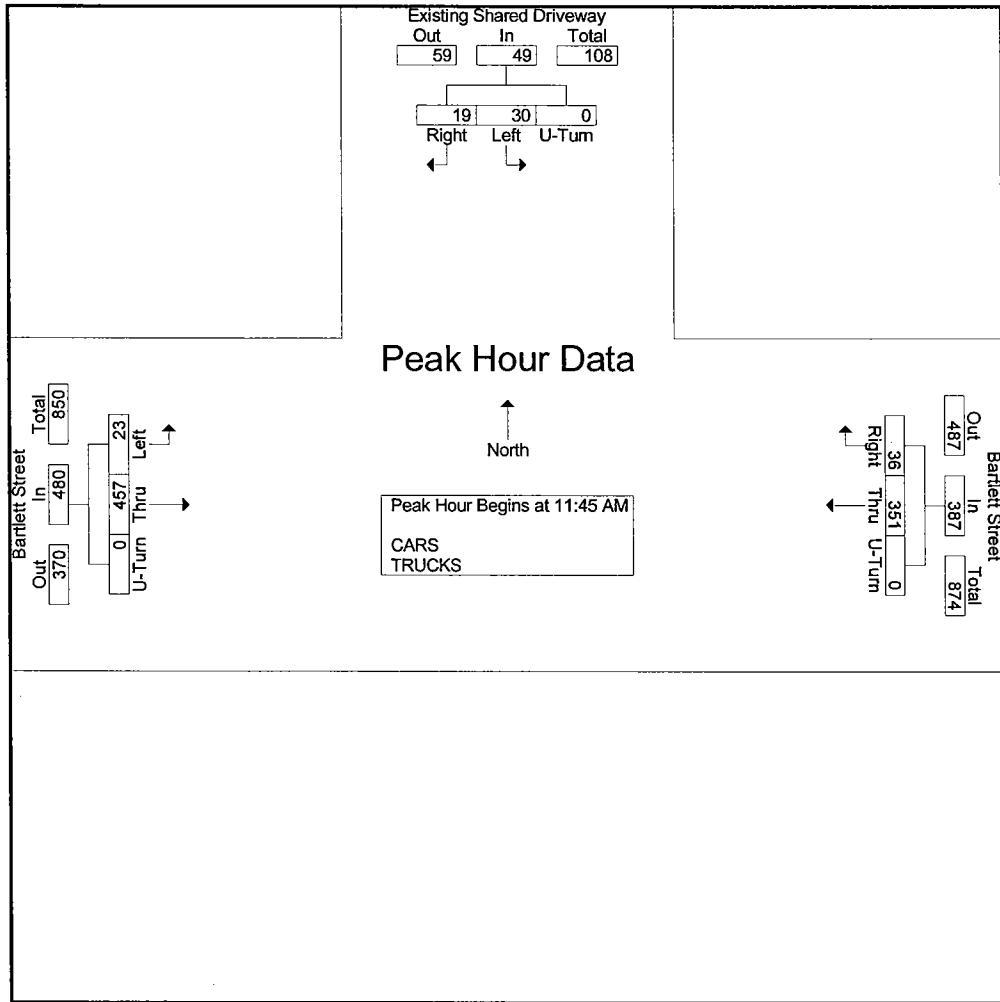 Existing Shared Driveway
Out In Total
59 49 108
19 30 0
Right Left U-Turn
Peak Hour Data
North
Peak Hour Begins at 11:45 AM
CARS
TRUCKS
Bartlett Street
Out In Total
370 480 850
0 457 23
U-Turn Thru Left
Bartlett Street
Out In Total
487 387 874
36 351 0
Right Thru U-Turn